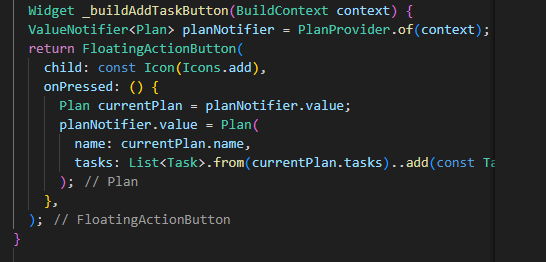 Widget _buildAddTaskButton(BuildContext context) {
ValueNotifier<Plan> planNotifier = PlanProvider.of(context);
return FloatingActionButton(
child: const Icon(Icons.add),
onPressed: () {
Plan currentPlan = planNotifier.value;
planNotifier.value = Plan(
name: currentPlan.name,
tasks: List<Task>.from(currentPlan.tasks)..add(const Ta
); // Plan
},
); // FloatingActionButton
}